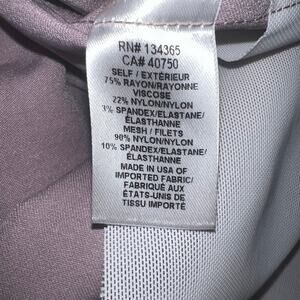 RN# 134365
CA# 40750
SELF / EXTÉRIEUR
75% RAYON/RAYONNE
VISCOSE
22% NYLON/NYLON
3% SPANDEX/ELASTANE/
ÉLASTHANNE
MESH / FILETS
90% NYLON/NYLON
10% SPANDEX/ELASTANE/
ÉLASTHANNE
MADE IN USA OF
IMPORTED FABRIC/
FABRIQUÉ AUX
ÉTATS-UNIS DE
TISSU IMPORTÉ